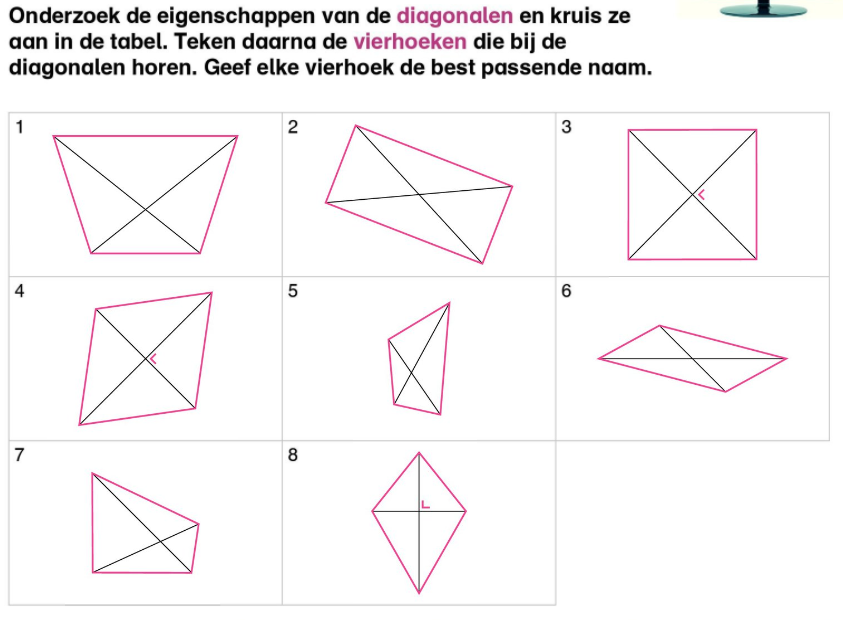 Onderzoek de eigenschappen van de diagonalen en kruis ze
aan in de tabel. Teken daarna de vierhoeken die bij de
diagonalen horen. Geef elke vierhoek de best passende naam.
1
2
3
4
5
6
7
8